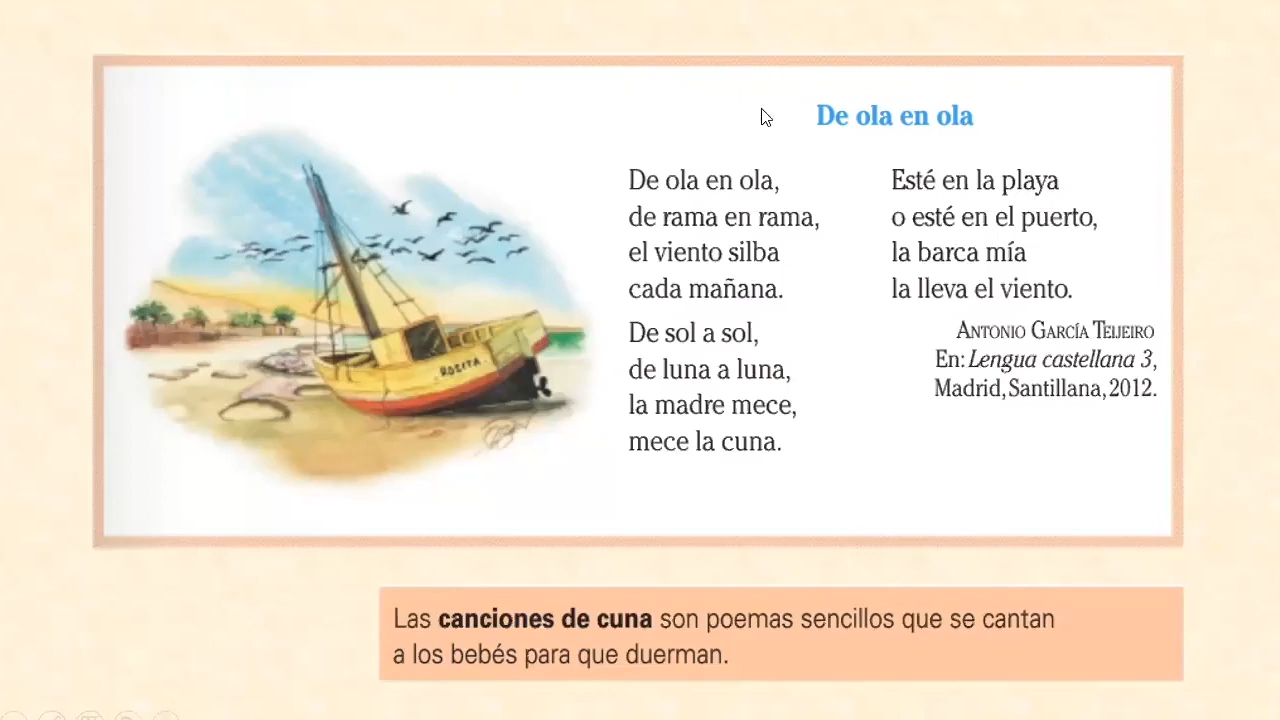 De ola en ola
De ola en ola,
de rama en rama,
el viento silba
cada mañana.
De sol a sol,
de luna a luna,
la madre mece,
mece la cuna.
Esté en la playa
o esté en el puerto,
la barca mía
la lleva el viento.
ANTONIO GARCÍA TEIJEIRO
En: Lengua castellana 3,
Madrid, Santillana, 2012.
ROSITA
Las canciones de cuna son poemas sencillos que se cantan
a los bebés para que duerman.